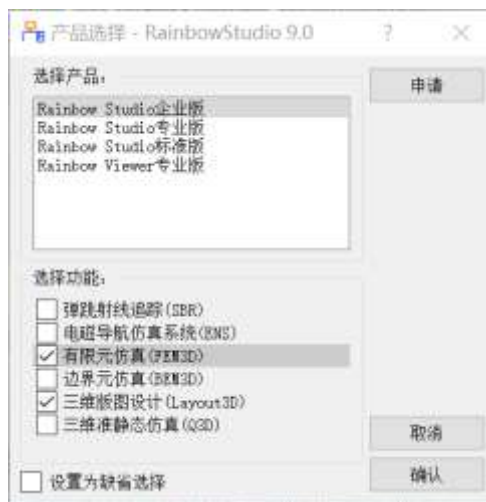 产品选择 - RainbowStudio 9.0
?
选择产品:
申请
Rainbow Studio企业版
Rainbow Studio专业版
Rainbow Studio标准版
Rainbow Viewer专业版
选择功能:
弹跳射线追踪(SBR)
电磁导航仿真系统(ENS)
有限元仿真(FEM3D)
边界元仿真(BEM3D)
三维版图设计(Layout3D)
三维准静态仿真(Q3D)
取消
设置为缺省选择
确认